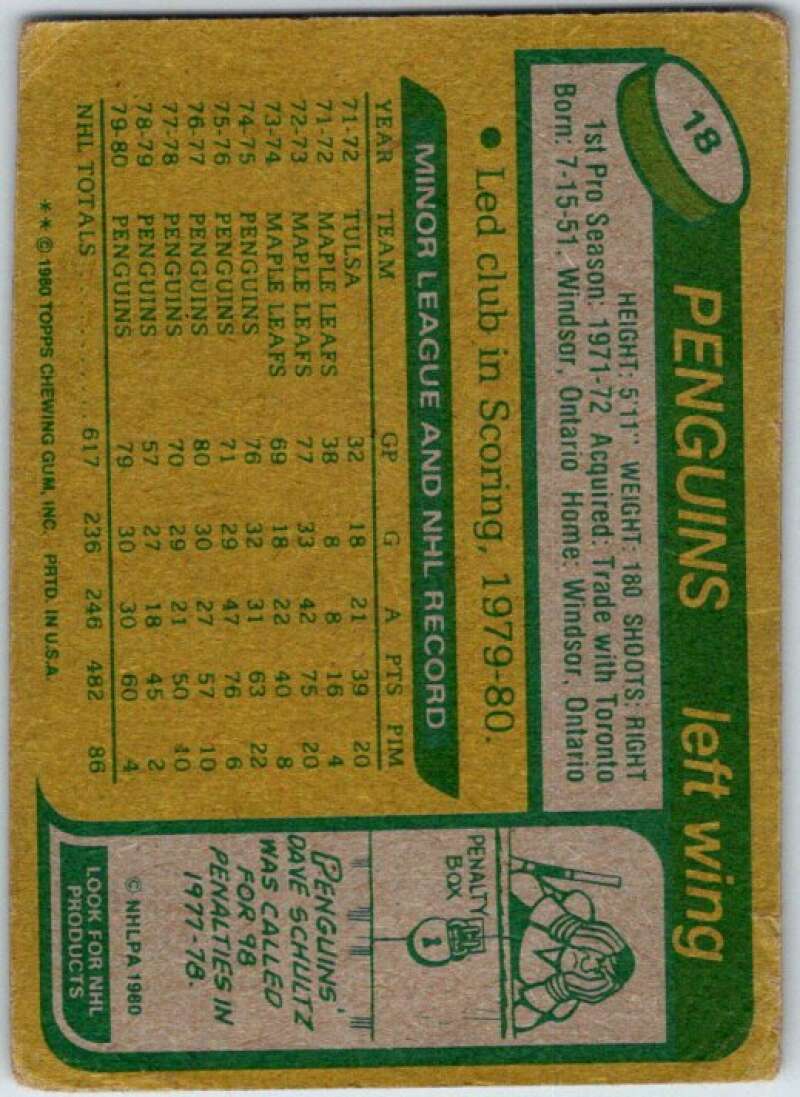 18
PENGUINS left wing
HEIGHT: 5'11" WEIGHT: 180 SHOOTS: RIGHT
1st Pro Season: 1971-72 Acquired: Trade with Toronto
Born: 7-15-51, Windsor, Ontario Home: Windsor, Ontario
● Led club in Scoring, 1979-80.
MINOR LEAGUE AND NHL RECORD
YEAR TEAM GP G A PTS PIM
71-72 TULSA 32 18 21 39 20
71-72 MAPLE LEAFS 38 8 8 16 4
72-73 MAPLE LEAFS 77 33 42 75 20
73-74 MAPLE LEAFS 69 18 22 40 8
74-75 PENGUINS 76 32 31 63 22
75-76 PENGUINS 71 29 47 76 6
76-77 PENGUINS 80 30 27 57 10
77-78 PENGUINS 70 29 21 50 10
78-79 PENGUINS 57 27 18 45 2
79-80 PENGUINS 79 30 30 60 4
NHL TOTALS . . . . . . . . . . 617 236 246 482 86
** © 1980 TOPPS CHEWING GUM, INC. PRTD. IN U.S.A.
PENALTY
BOX
1
PENGUINS'
DAVE SCHULTZ
WAS CALLED
FOR 98
PENALTIES IN
1977-78.
© NHLPA 1980
LOOK FOR NHL
PRODUCTS